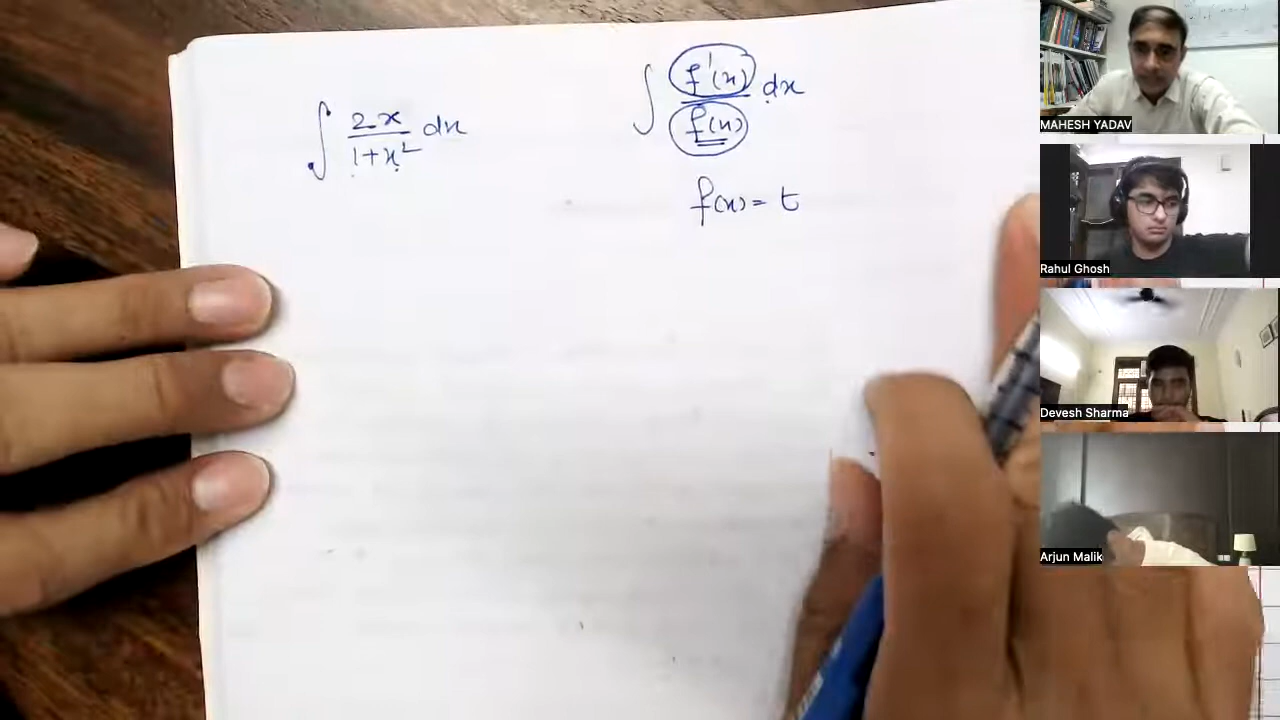 ∫ 2x / 1+x² dx
∫ f'(x) / f(x) dx
f(x) = t
MAHESH YADAV
Rahul Ghosh
Devesh Sharma
Arjun Malik